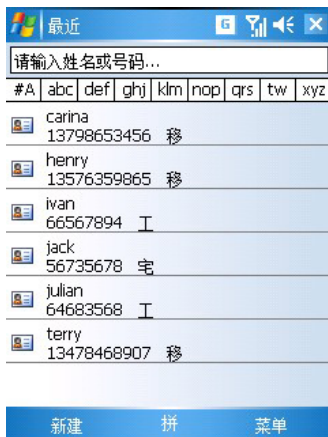 最近 G
请输入姓名或号码...
#A abc def ghj klm nop qrs tw xyz
carina
13798653456 移
henry
13576359865 移
ivan
66567894 工
jack
56735678 宅
julian
64683568 工
terry
13478468907 移
新建 拼 菜单